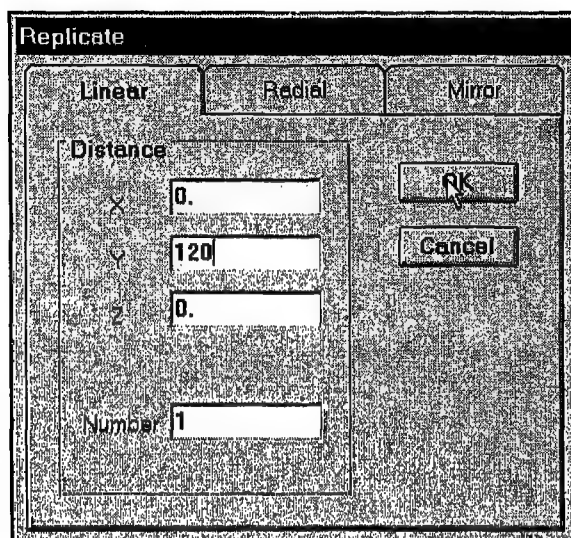 Replicate
Linear Radial Mirror
Distance
X 0.
OK
Y 120
Cancel
Z 0.
Number 1